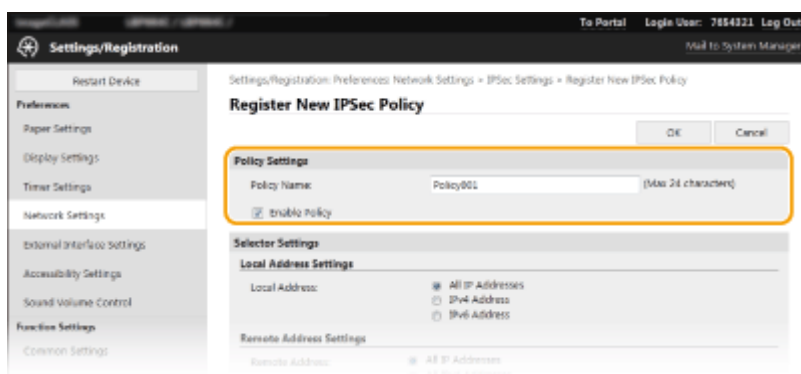 To Portal Login User: 7654321 Log Out
Settings/Registration
Mail to System Manager
Restart Device
Settings/Registration: Preferences: Network Settings > IPSec Settings > Register New IPSec Policy
Preferences
Register New IPSec Policy
Paper Settings
OK Cancel
Display Settings
Policy Settings
Timer Settings
Policy Name: Policy001 (Max 24 characters)
Network Settings
Enable Policy
External Interface Settings
Selector Settings
Local Address Settings
Accessibility Settings
Local Address: All IP Addresses
Sound Volume Control
IPv4 Address
IPv6 Address
Function Settings
Remote Address Settings
Common Settings
Remote Address: All IP Addresses